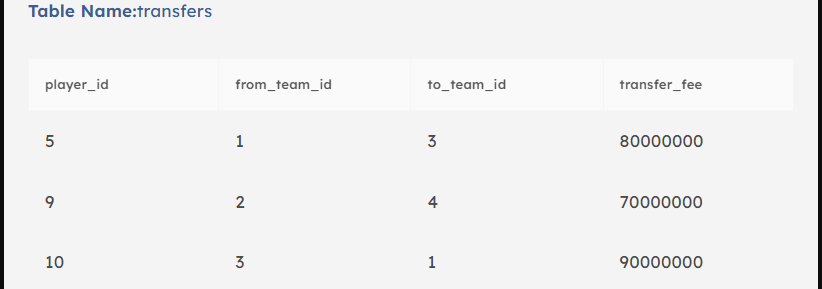 Table Name:transfers
player_id from_team_id to_team_id transfer_fee
5 1 3 80000000
9 2 4 70000000
10 3 1 90000000